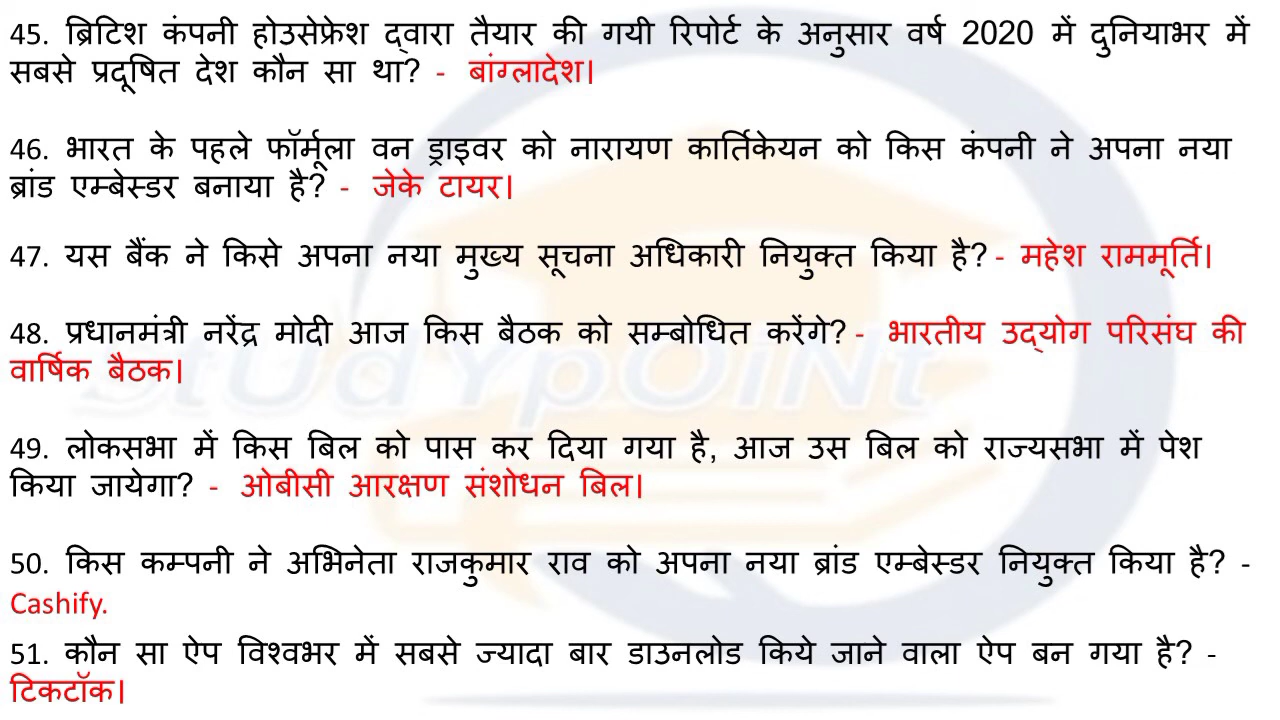 45. ब्रिटिश कंपनी होउसेफ्रेश द्वारा तैयार की गयी रिपोर्ट के अनुसार वर्ष 2020 में दुनियाभर में
सबसे प्रदूषित देश कौन सा था? - बांग्लादेश।
46. भारत के पहले फॉर्मूला वन ड्राइवर को नारायण कार्तिकेयन को किस कंपनी ने अपना नया
ब्रांड एम्बेस्डर बनाया है? - जेके टायर।
47. यस बैंक ने किसे अपना नया मुख्य सूचना अधिकारी नियुक्त किया है? - महेश राममूर्ति।
48. प्रधानमंत्री नरेंद्र मोदी आज किस बैठक को सम्बोधित करेंगे? - भारतीय उद्योग परिसंघ की
वार्षिक बैठक।
49. लोकसभा में किस बिल को पास कर दिया गया है, आज उस बिल को राज्यसभा में पेश
किया जायेगा? - ओबीसी आरक्षण संशोधन बिल।
50. किस कम्पनी ने अभिनेता राजकुमार राव को अपना नया ब्रांड एम्बेस्डर नियुक्त किया है? -
Cashify.
51. कौन सा ऐप विश्वभर में सबसे ज्यादा बार डाउनलोड किये जाने वाला ऐप बन गया है? -
टिकटॉक।
StUdYpOINt